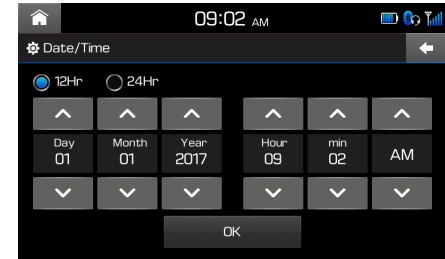 09:02 AM
Date/Time
12Hr 24Hr
Day Month Year Hour min
01 01 2017 09 02 AM
OK